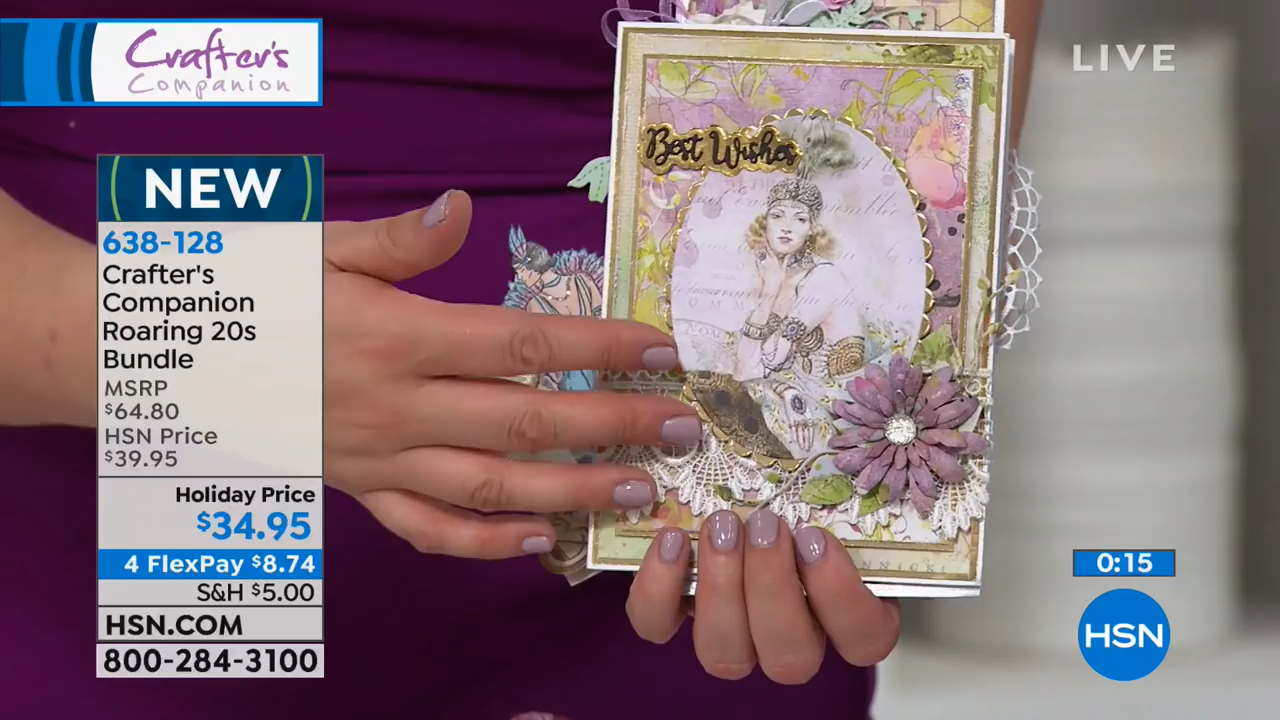 Crafter's
Companion
LIVE
NEW
638-128
Crafter's
Companion
Roaring 20s
Bundle
MSRP
$64.80
HSN Price
$39.95
Holiday Price
$34.95
4 FlexPay $8.74
S&H $5.00
HSN.COM
800-284-3100
Best Wishes
0:15
HSN